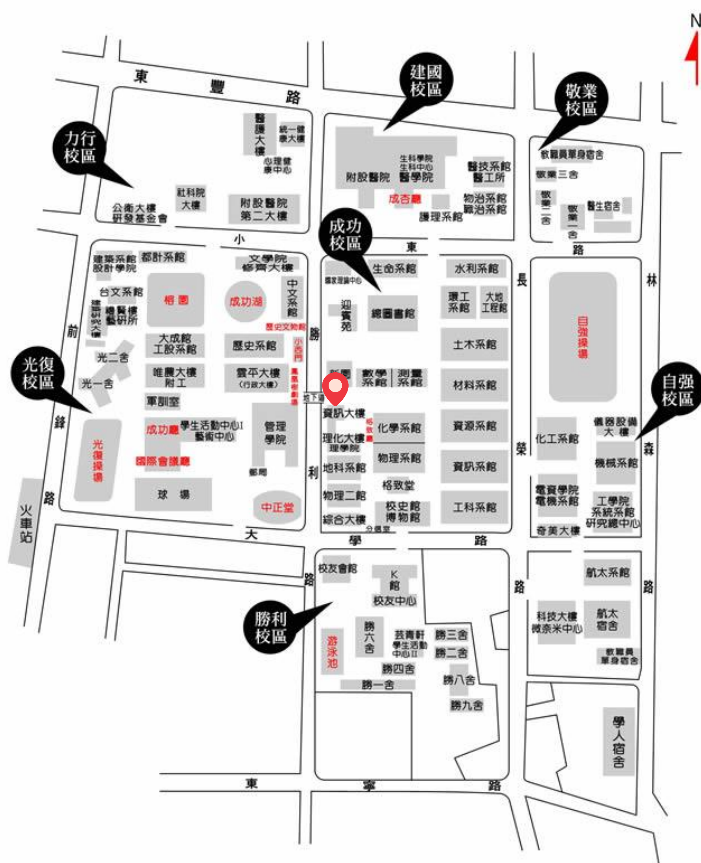 N
東豐路
建國
校區
敬業
校區
力行
校區
醫護大樓
統一健
康大樓
心理健
康中心
社科院
大樓
公衛大樓
研發基金會
附設醫院
第二大樓
生科學院
生科中心
附設醫院
醫學院
成杏廳
醫技系館
醫工所
物治系館
職治系館
護理系館
教職員單身宿舍
敬業三舍
敬業二舍
敬業一舍
醫生宿舍
小東路
成功
校區
建築系館
設計學院
都計系館
文學院
修齊大樓
台文系館
榕園
成功湖
中文系館
歷史文物館
小西門
鳳凰樹劇場
大成館
工設系館
歷史系館
光二舍
光一舍
唯農大樓
附工
雲平大樓
(行政大樓)
軍訓室
光復
校區
光復操場
成功廳
學生活動中心I
藝術中心
國際會議廳
管理
學院
郵局
球場
中正堂
前鋒路
火車站
勝利路
生命系館
水利系館
迎賓苑
總圖書館
環工
系館
大地
工程館
土木系館
數學
系館
測量
系館
材料系館
地下道
資訊大樓
格致廳
化學系館
資源系館
理化大樓
理學院
物理系館
地科系館
資訊系館
格致堂
物理二館
校史館
博物館
工科系館
綜合大樓
大學路
長榮路
林森路
自強操場
自強
校區
化工系館
儀器設備
大樓
機械系館
電資學院
電機系館
工學院
系統系館
研究總中心
奇美大樓
航太系館
科技大樓
微奈米中心
航太
宿舍
教職員
單身宿舍
學人宿舍
校友會館
K
館
校友中心
勝利
校區
游泳池
勝六舍
芸青軒
學生活動
中心II
勝三舍
勝二舍
勝四舍
勝八舍
勝一舍
勝九舍
東寧路